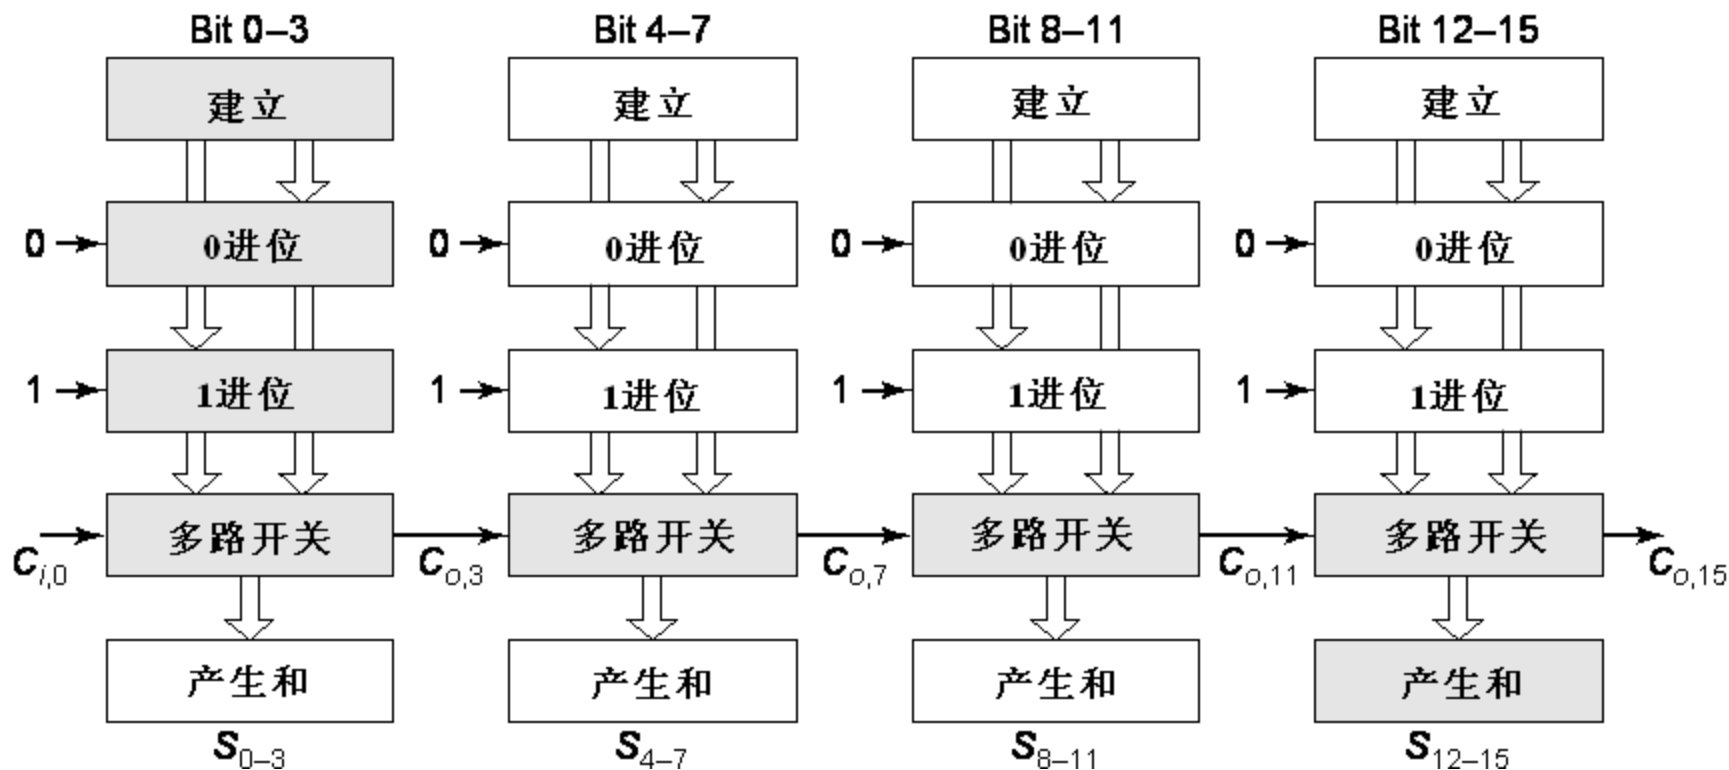 Bit 0–3 Bit 4–7 Bit 8–11 Bit 12–15
建立 建立 建立 建立
0 0进位 0 0进位 0 0进位 0 0进位
1 1进位 1 1进位 1 1进位 1 1进位
多路开关 多路开关 多路开关 多路开关
Ci,0 Co,3 Co,7 Co,11 Co,15
产生和 产生和 产生和 产生和
S0–3 S4–7 S8–11 S12–15